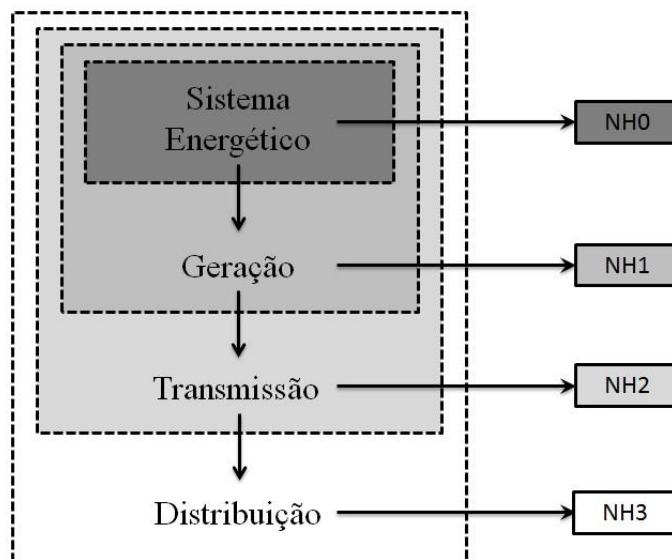 Sistema
Energético
NH0
Geração
NH1
Transmissão
NH2
Distribuição
NH3